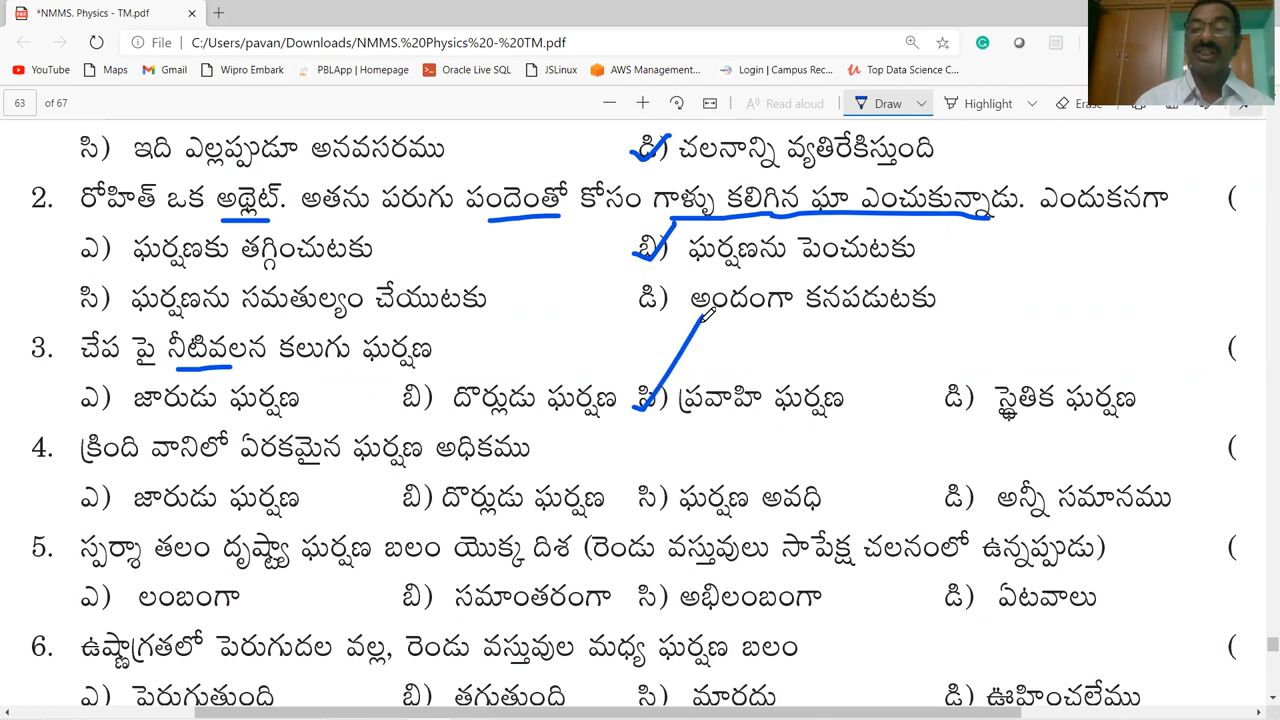 *NMMS. Physics - TM.pdf
File C:/Users/pavan/Downloads/NMMS.%20Physics%20-%20TM.pdf
YouTube Maps Gmail Wipro Embark PBLApp | Homepage Oracle Live SQL JSLinux AWS Management... Login | Campus Rec... Top Data Science C...
63 of 67 Read aloud Draw Highlight Erase
సి) ఇది ఎల్లప్పుడూ అనవసరము డి) చలనాన్ని వ్యతిరేకిస్తుంది
2. రోహిత్ ఒక అథ్లెట్. అతను పరుగు పందెంతో కోసం గాళ్ళు కలిగిన షూ ఎంచుకున్నాడు. ఎందుకనగా (
ఎ) ఘర్షణకు తగ్గించుటకు బి) ఘర్షణను పెంచుటకు
సి) ఘర్షణను సమతుల్యం చేయుటకు డి) అందంగా కనపడుటకు
3. చేప పై నీటివలన కలుగు ఘర్షణ (
ఎ) జారుడు ఘర్షణ బి) దొర్లుడు ఘర్షణ సి) ప్రవాహి ఘర్షణ డి) స్థైతిక ఘర్షణ
4. క్రింది వానిలో ఏరకమైన ఘర్షణ అధికము (
ఎ) జారుడు ఘర్షణ బి) దొర్లుడు ఘర్షణ సి) ఘర్షణ అవధి డి) అన్నీ సమానము
5. స్పర్శా తలం దృష్ట్యా ఘర్షణ బలం యొక్క దిశ (రెండు వస్తువులు సాపేక్ష చలనంలో ఉన్నప్పుడు) (
ఎ) లంబంగా బి) సమాంతరంగా సి) అభిలంబంగా డి) ఏటవాలు
6. ఉష్ణోగ్రతలో పెరుగుదల వల్ల, రెండు వస్తువుల మధ్య ఘర్షణ బలం (
ఎ) పెరుగుతుంది బి) తగ్గుతుంది సి) మారదు డి) ఊహించలేము